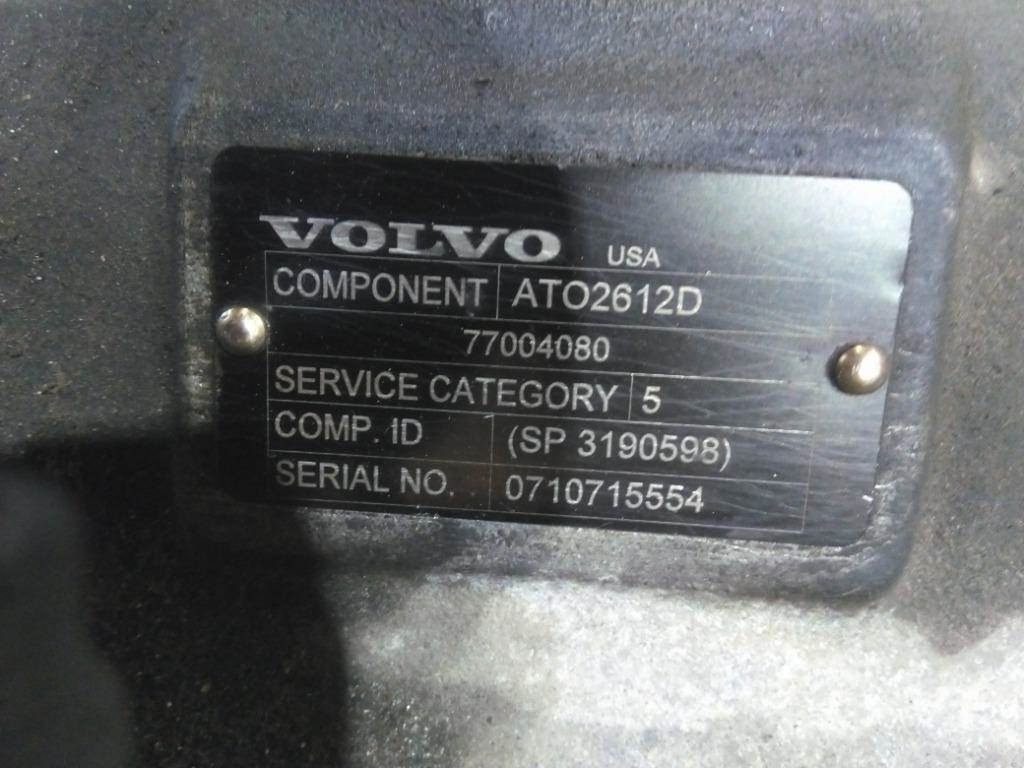 VOLVO USA
COMPONENT ATO2612D
77004080
SERVICE CATEGORY 5
COMP. ID (SP 3190598)
SERIAL NO. 0710715554